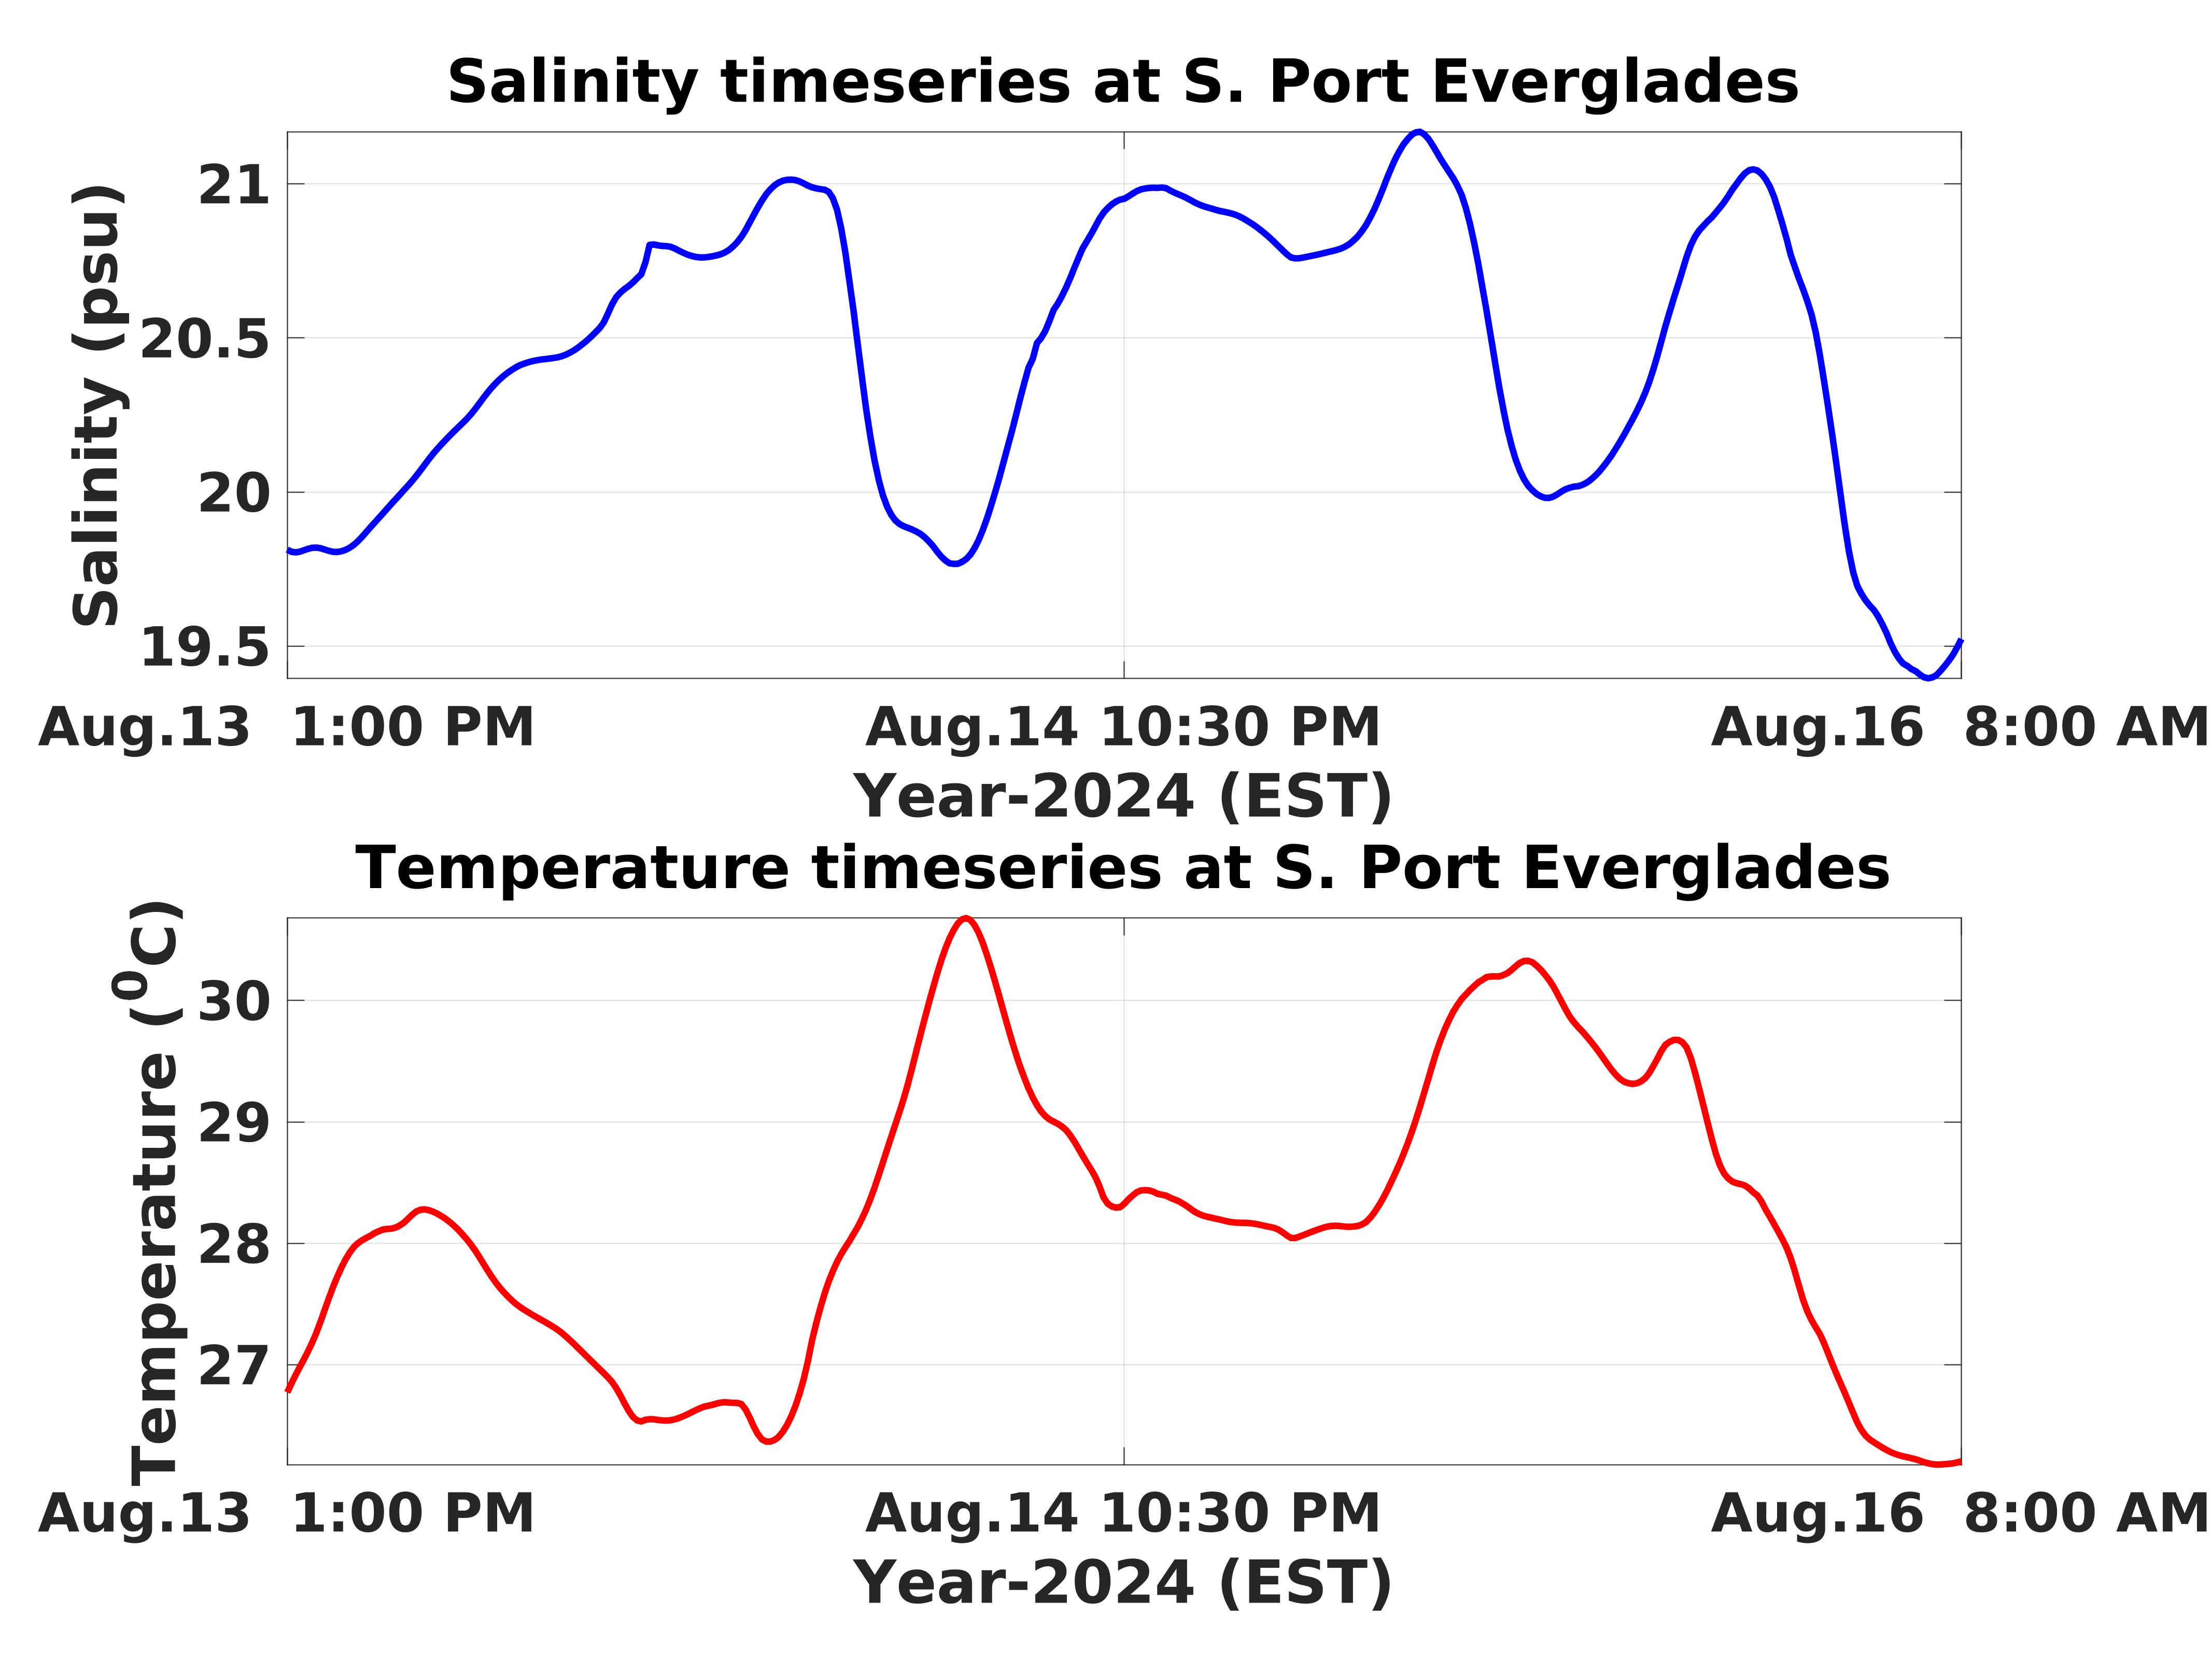 Salinity timeseries at S. Port Everglades
Salinity (psu)
21
20.5
20
19.5
Aug.13 1:00 PM Aug.14 10:30 PM Aug.16 8:00 AM
Year-2024 (EST)
Temperature timeseries at S. Port Everglades
Temperature (⁰C)
30
29
28
27
Aug.13 1:00 PM Aug.14 10:30 PM Aug.16 8:00 AM
Year-2024 (EST)